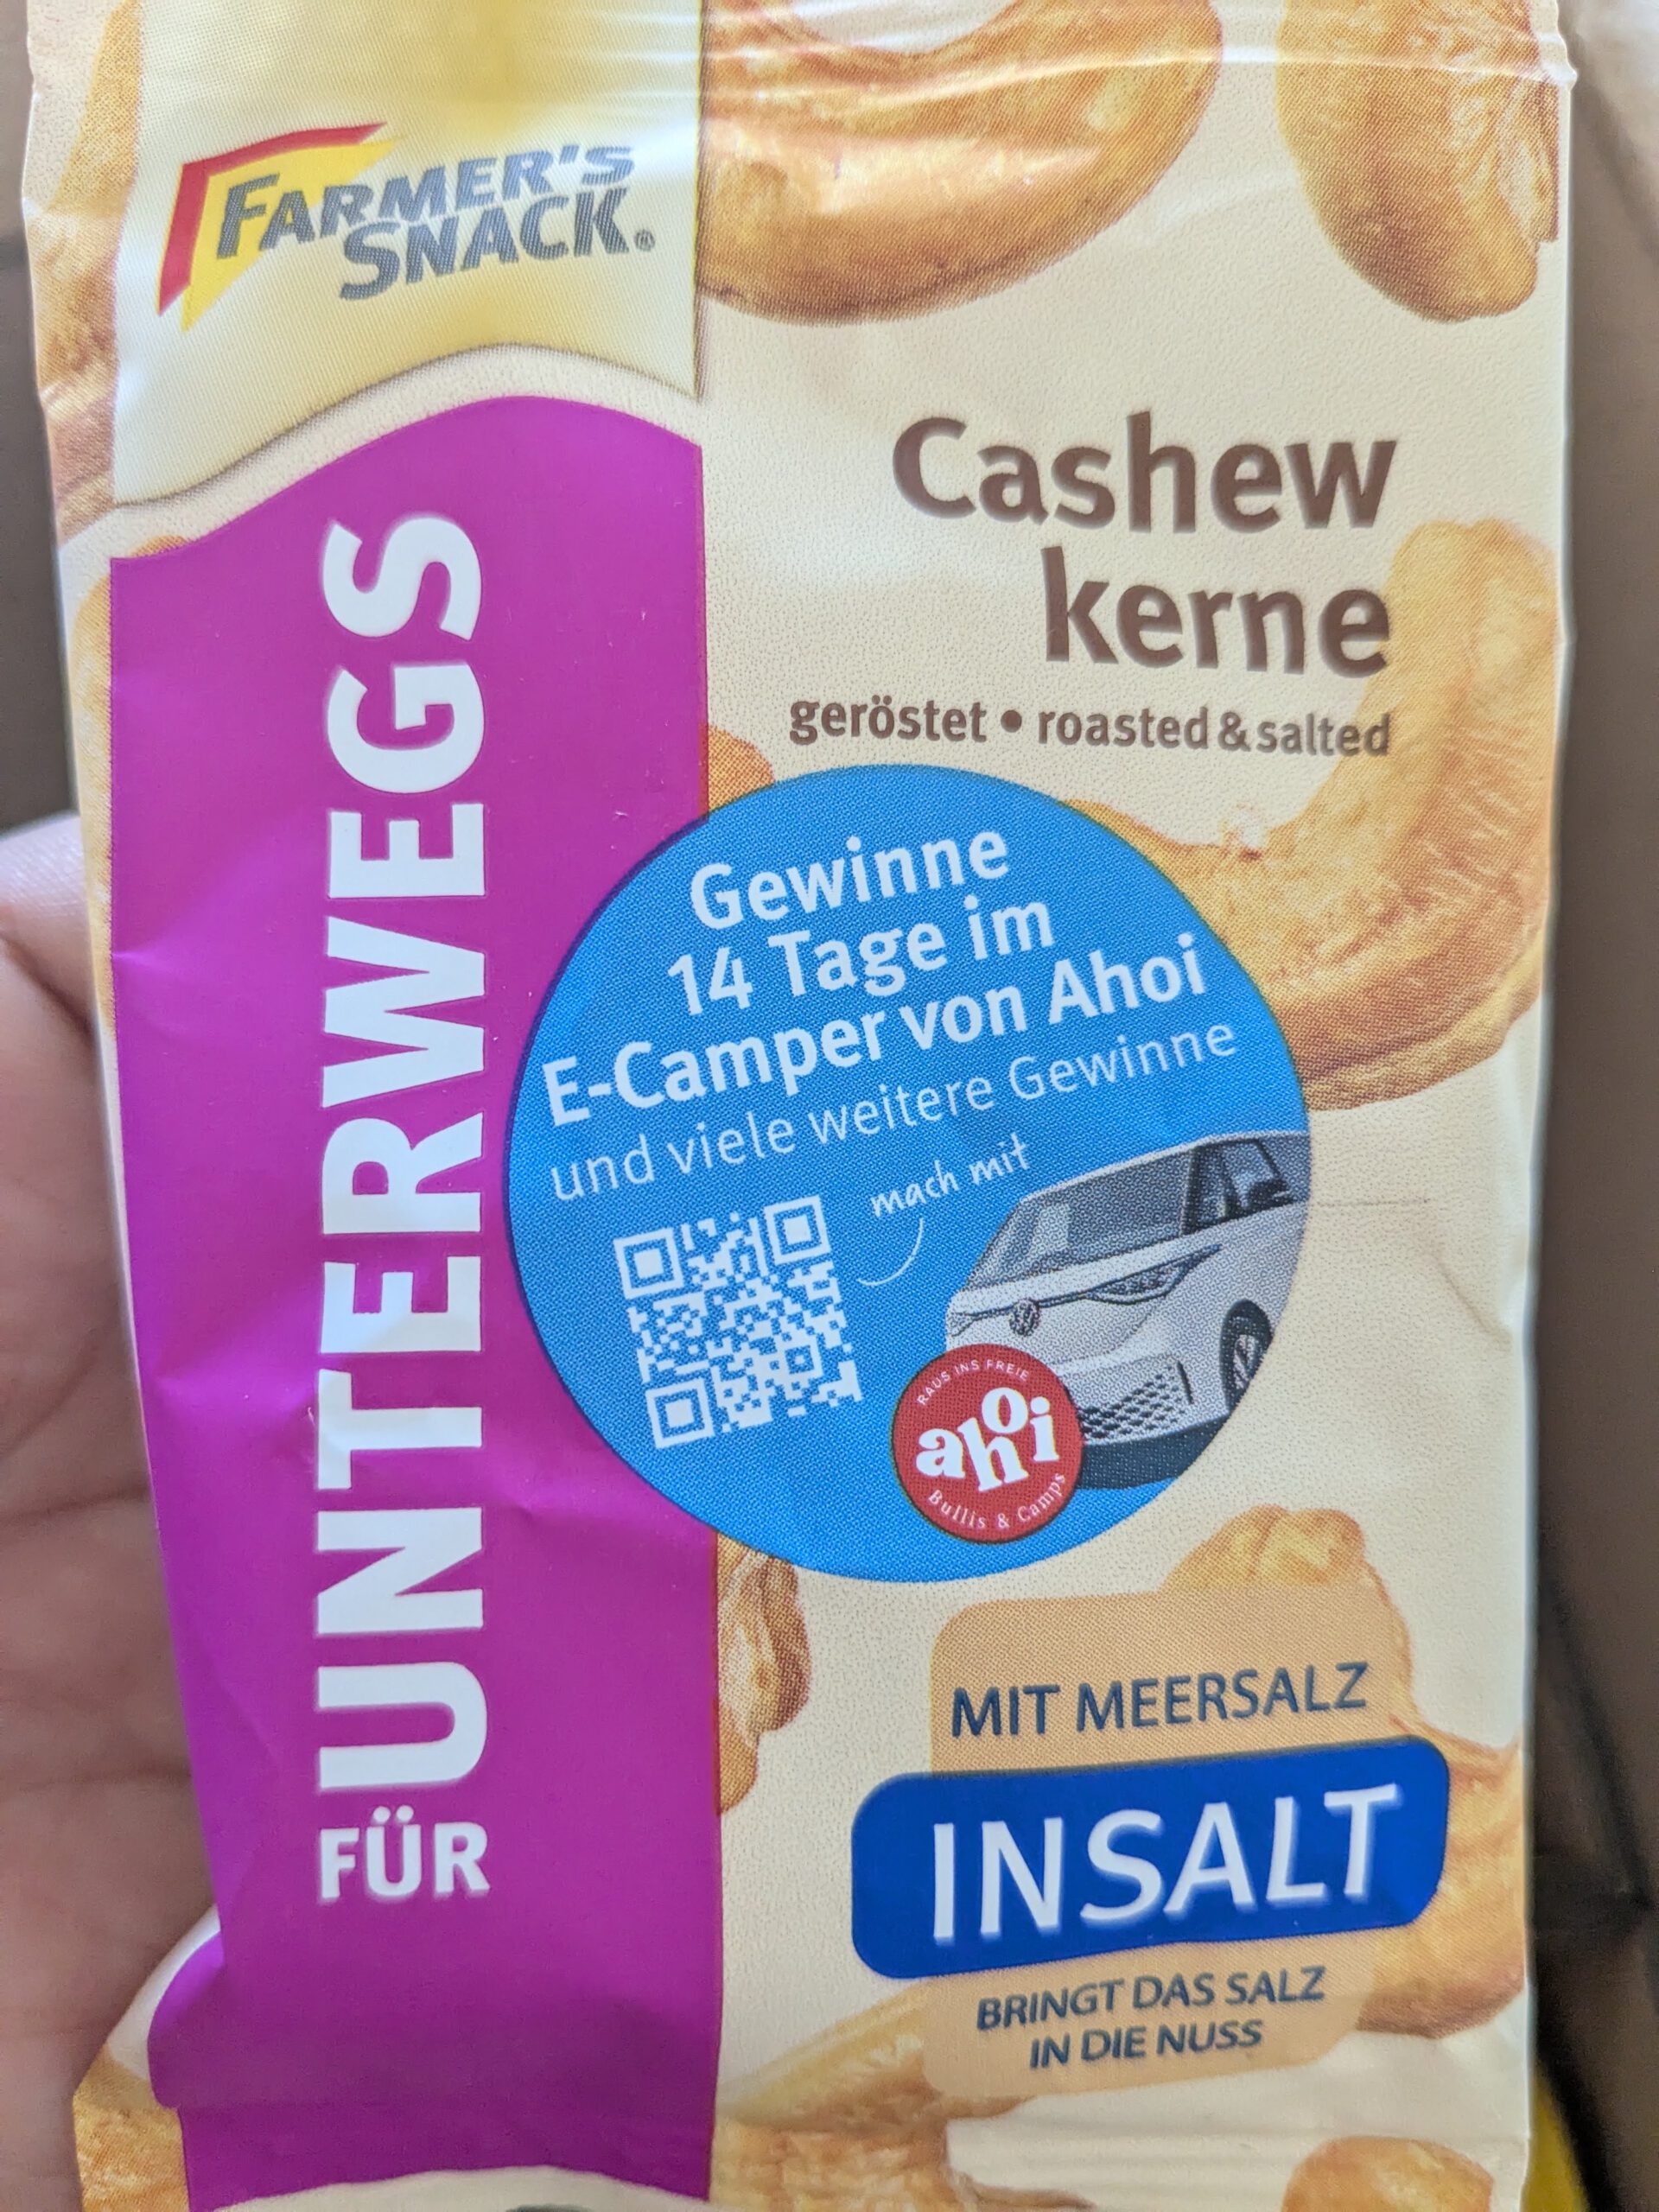 FARMER'S
SNACK®
Cashew
kerne
geröstet • roasted & salted
FÜR UNTERWEGS
Gewinne
14 Tage im
E-Camper von Ahoi
und viele weitere Gewinne
mach mit
RAUS INS FREIE
ahoi
Bullis & Camps
MIT MEERSALZ
INSALT
BRINGT DAS SALZ
IN DIE NUSS